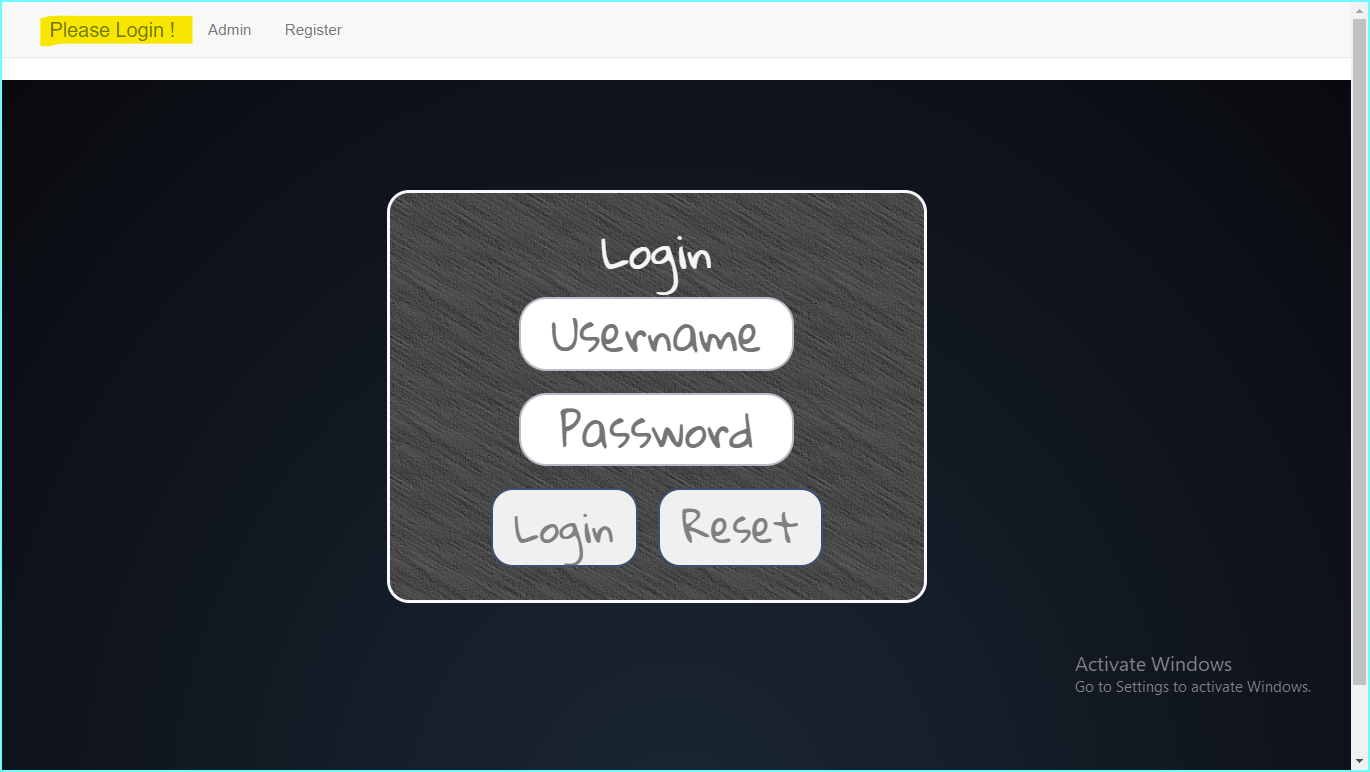 Please Login ! Admin Register
Login
Username
Password
Login Reset
Activate Windows
Go to Settings to activate Windows.